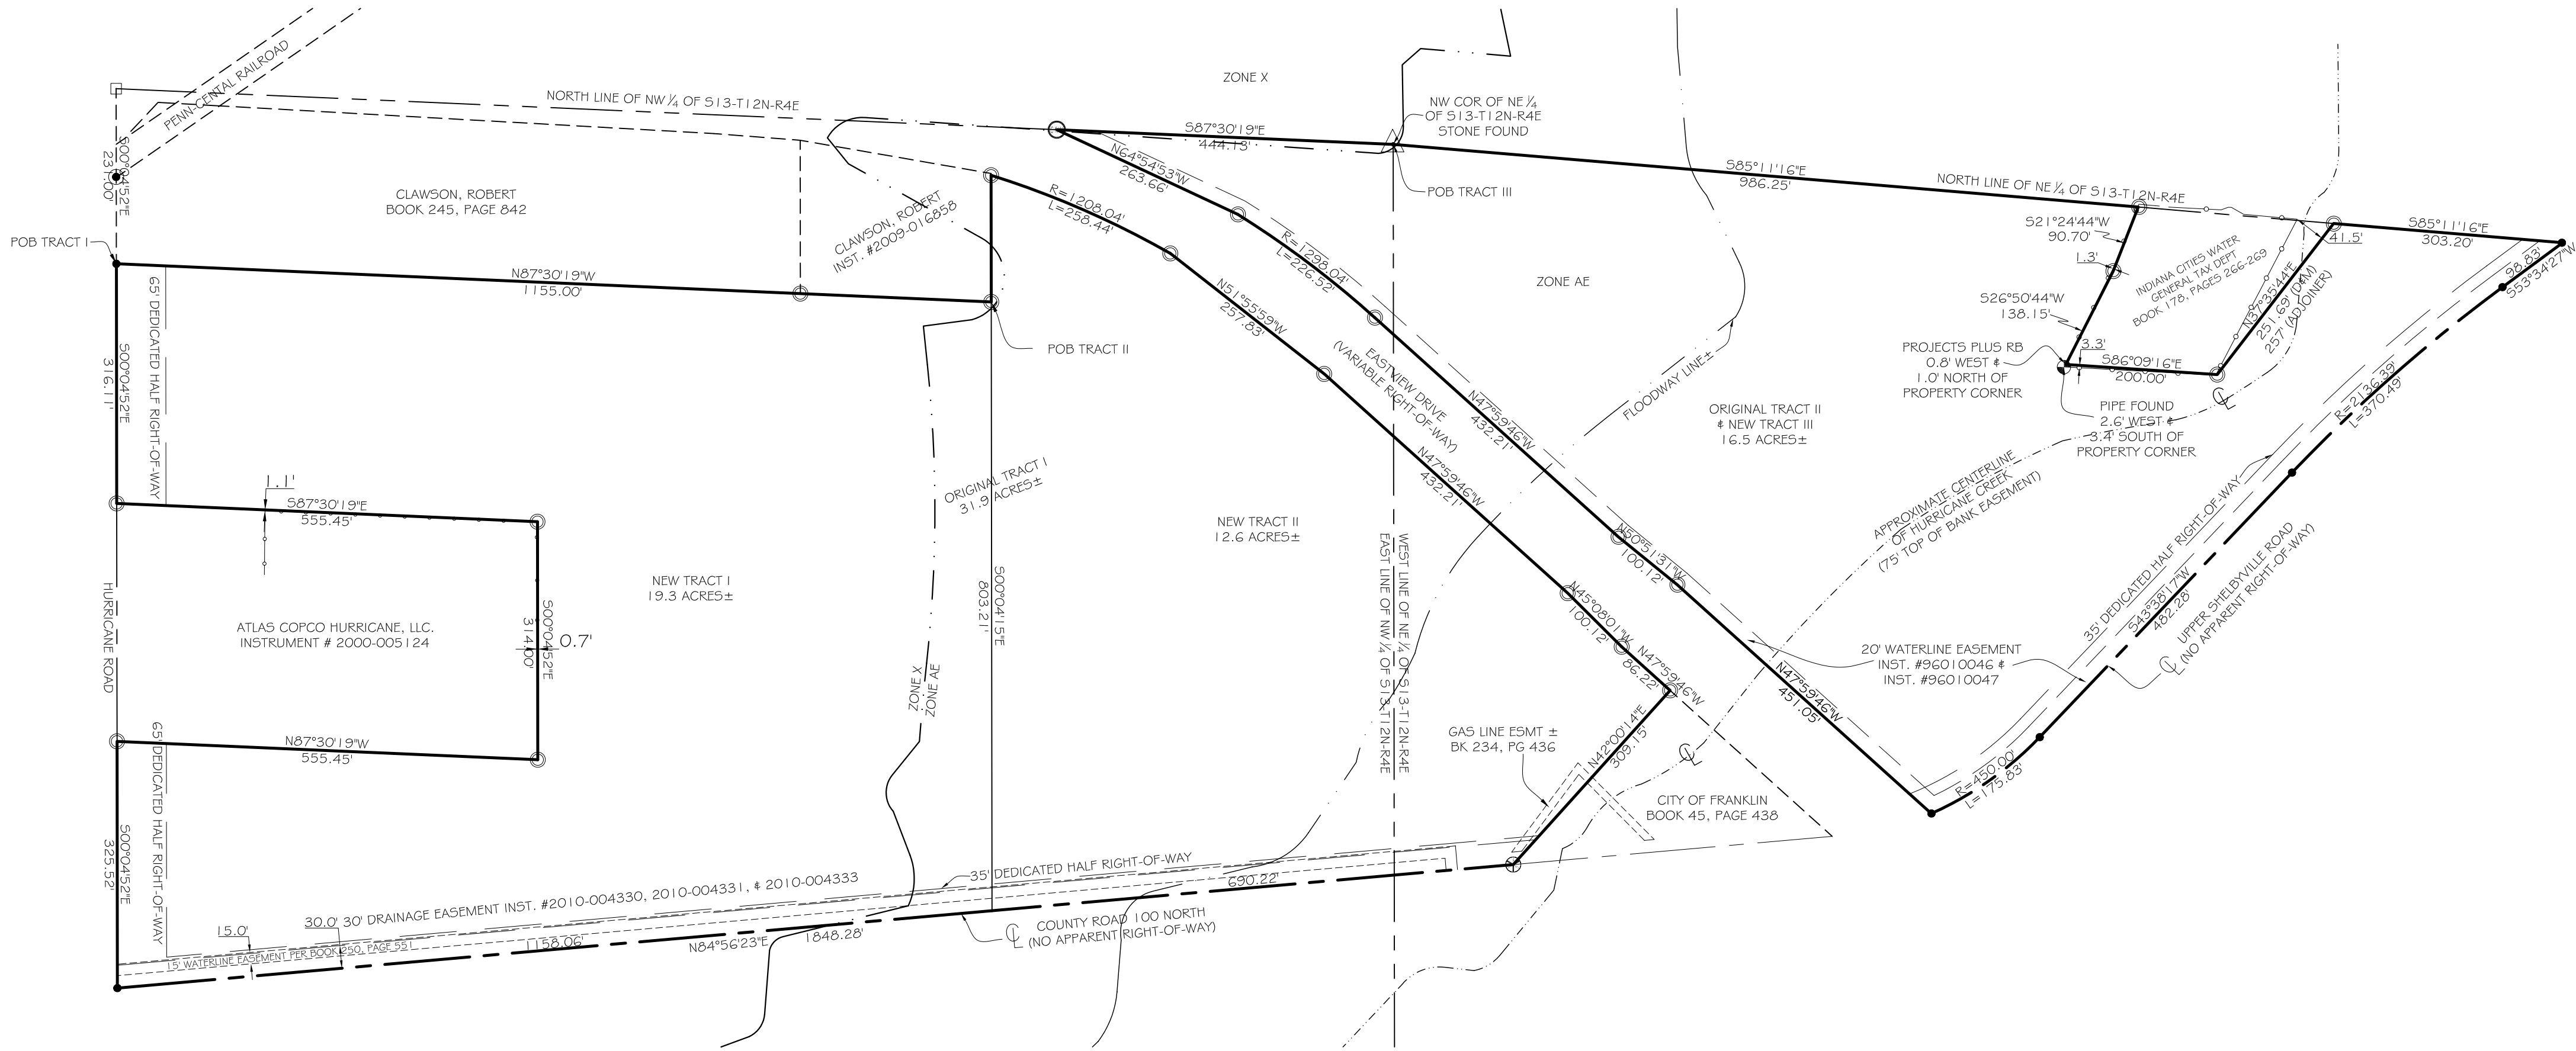 PENN-CENTAL RAILROAD
NORTH LINE OF NW ¼ OF S13-T12N-R4E
S00°04'52"E
231.00'
ZONE X
NW COR OF NE ¼
OF S13-T12N-R4E
STONE FOUND
S87°30'19"E
444.13'
N64°54'53"W
263.66'
POB TRACT III
S85°11'16"E
986.25'
NORTH LINE OF NE ¼ OF S13-T12N-R4E
CLAWSON, ROBERT
BOOK 245, PAGE 842
CLAWSON, ROBERT
INST. #2009-016858
R=1208.04'
L=258.44'
R=1298.04'
L=226.52'
S21°24'44"W
90.70'
1.3'
S26°50'44"W
138.15'
INDIANA CITIES WATER
GENERAL TAX DEPT
BOOK 178, PAGES 266-269
41.5'
S85°11'16"E
303.20'
98.83'
S53°34'27"W
N37°35'44"E
251.69' (D&M)
257' (ADJOINER)
POB TRACT I
N87°30'19"W
1155.00'
ZONE AE
POB TRACT II
N51°55'59"W
257.83'
EASTVIEW DRIVE
(VARIABLE RIGHT-OF-WAY)
FLOODWAY LINE±
PROJECTS PLUS RB
0.8' WEST &
1.0' NORTH OF
PROPERTY CORNER
3.3'
S86°09'16"E
200.00'
℄
PIPE FOUND
2.6' WEST &
3.4' SOUTH OF
PROPERTY CORNER
R=2136.39'
L=370.49'
65' DEDICATED HALF RIGHT-OF-WAY
S00°04'52"E
316.11'
N47°59'46"W
432.21'
ORIGINAL TRACT II
& NEW TRACT III
16.5 ACRES±
N47°59'46"W
432.21'
1.1'
S87°30'19"E
555.45'
ORIGINAL TRACT I
31.9 ACRES±
NEW TRACT II
12.6 ACRES±
APPROXIMATE CENTERLINE
OF HURRICANE CREEK
(75' TOP OF BANK EASEMENT)
35' DEDICATED HALF RIGHT-OF-WAY
WEST LINE OF NE ¼ OF S13-T12N-R4E
EAST LINE OF NW ¼ OF S13-T12N-R4E
N50°51'31"W
100.12'
S43°38'17"W
482.28'
℄
UPPER SHELBYVILLE ROAD
(NO APPARENT RIGHT-OF-WAY)
HURRICANE ROAD
NEW TRACT I
19.3 ACRES±
S00°04'15"E
803.21'
N45°08'01"W
100.12'
ATLAS COPCO HURRICANE, LLC.
INSTRUMENT # 2000-005124
S00°04'52"E
314.00'
0.7'
20' WATERLINE EASEMENT
INST. #96010046 &
INST. #96010047
N47°59'46"W
86.22'
N47°59'46"W
451.05'
ZONE X
ZONE AE
N87°30'19"W
555.45'
GAS LINE ESMT ±
BK 234, PG 436
N42°00'14"E
309.15'
℄
CITY OF FRANKLIN
BOOK 45, PAGE 438
R=450.00'
L=175.83'
65' DEDICATED HALF RIGHT-OF-WAY
S00°04'52"E
325.52'
35' DEDICATED HALF RIGHT-OF-WAY
690.22'
30.0' 30' DRAINAGE EASEMENT INST. #2010-004330, 2010-004331, & 2010-004333
15.0'
15' WATERLINE EASEMENT PER BOOK 250, PAGE 551
1158.06'
N84°56'23"E
1848.28'
℄
COUNTY ROAD 100 NORTH
(NO APPARENT RIGHT-OF-WAY)